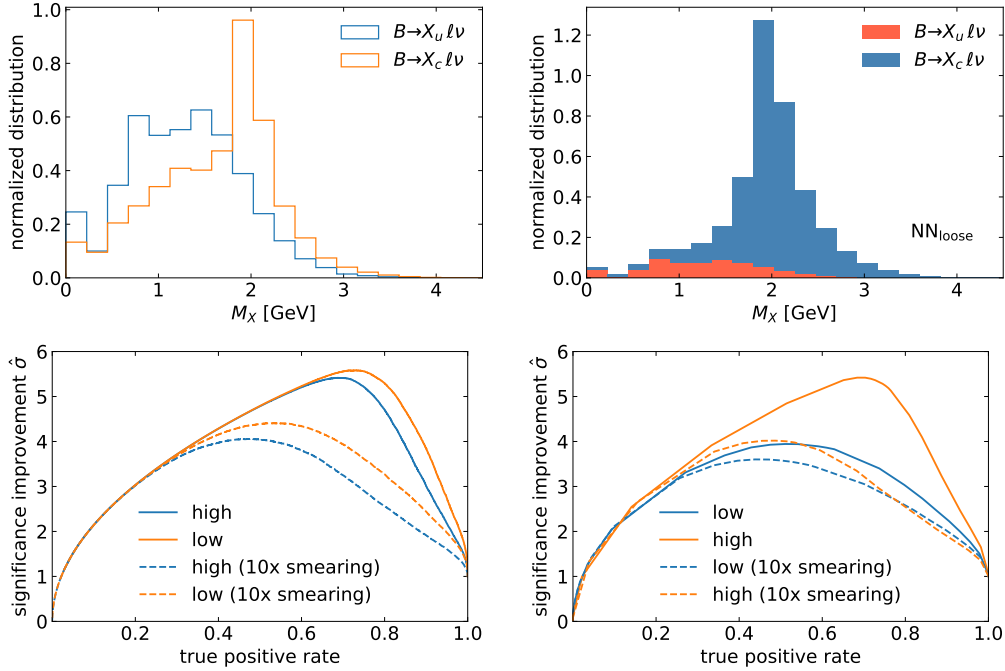 normalized distribution
1.0
0.8
0.6
0.4
0.2
0.0
0 1 2 3 4
M_X [GeV]
B→X_u ℓν
B→X_c ℓν
normalized distribution
1.2
1.0
0.8
0.6
0.4
0.2
0.0
0 1 2 3 4
M_X [GeV]
B→X_u ℓν
B→X_c ℓν
NN_loose
significance improvement σ̂
6
5
4
3
2
1
0
0.2 0.4 0.6 0.8 1.0
true positive rate
high
low
high (10x smearing)
low (10x smearing)
significance improvement σ̂
6
5
4
3
2
1
0
0.2 0.4 0.6 0.8 1.0
true positive rate
low
high
low (10x smearing)
high (10x smearing)